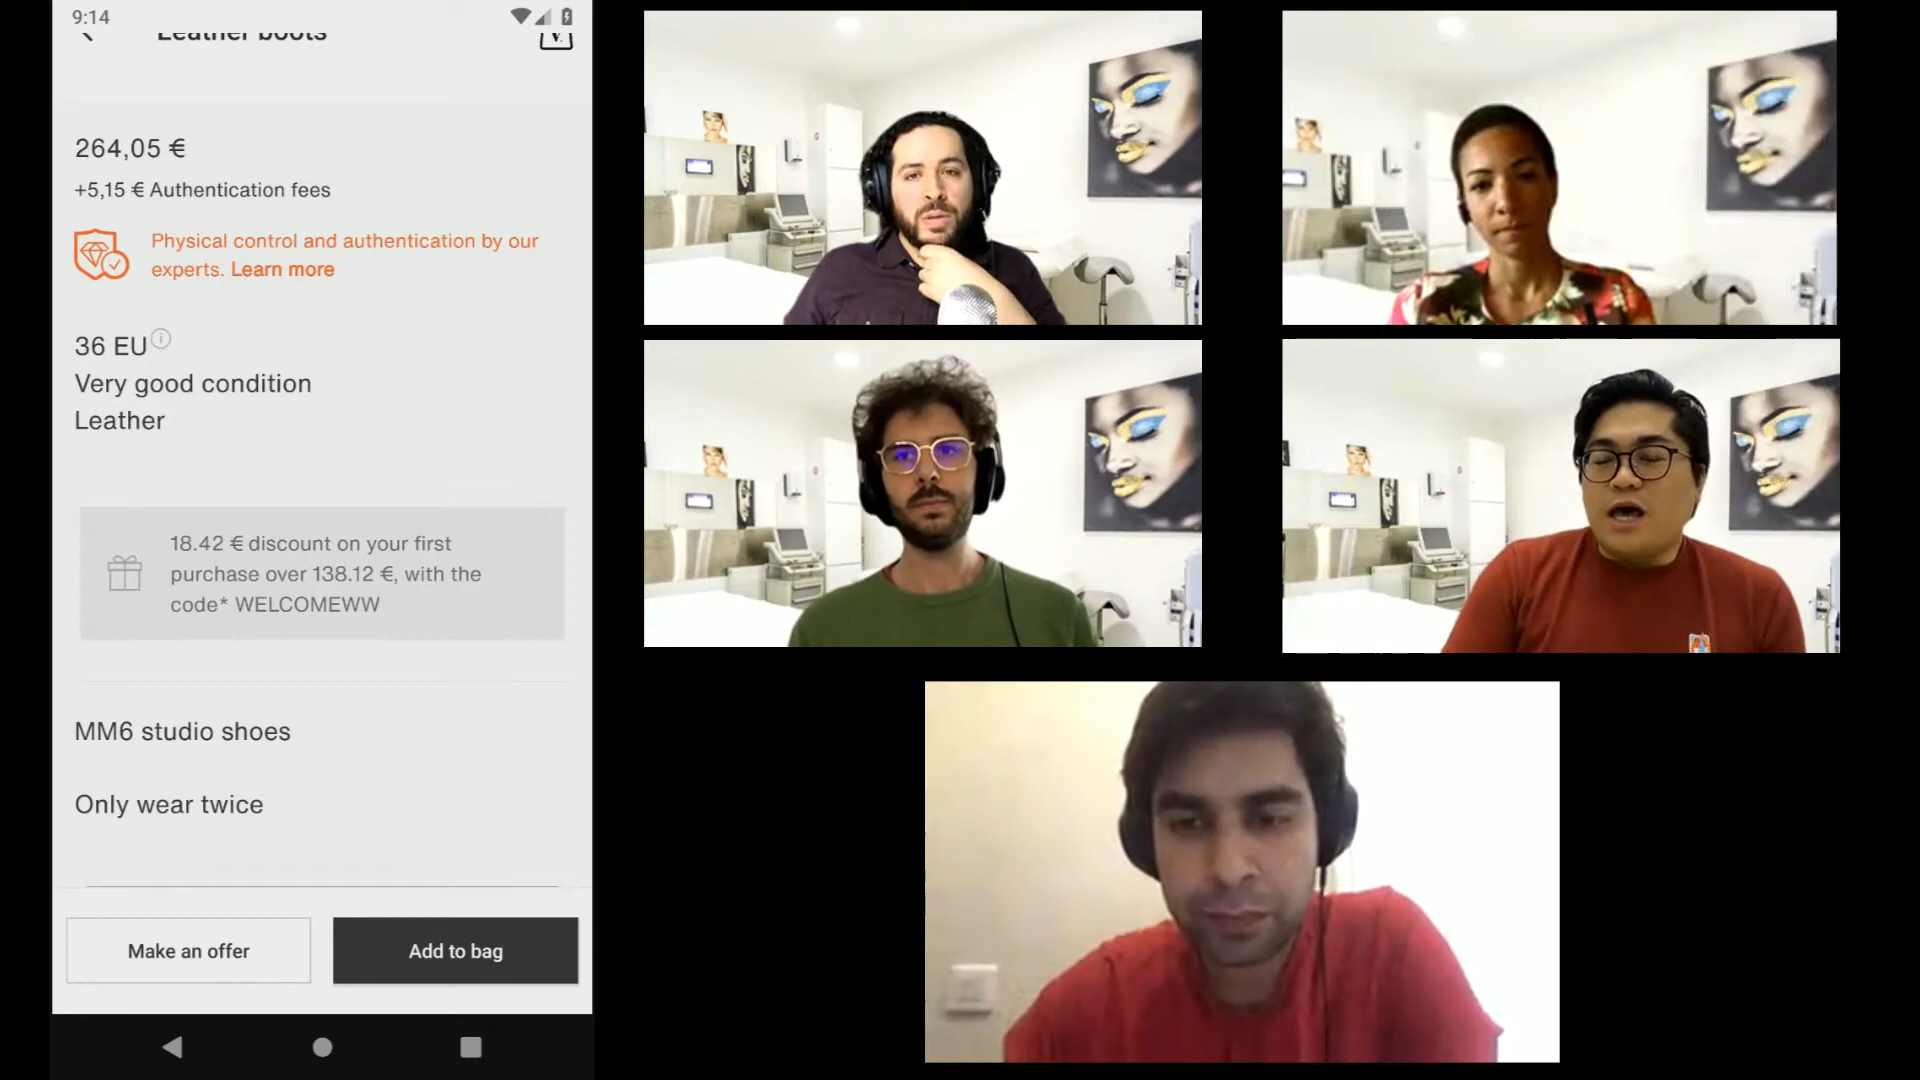 9:14
Leather boots
264,05 €
+5,15 € Authentication fees
Physical control and authentication by our
experts. Learn more
36 EU
Very good condition
Leather
18.42 € discount on your first
purchase over 138.12 €, with the
code* WELCOMEWW
MM6 studio shoes
Only wear twice
Make an offer
Add to bag